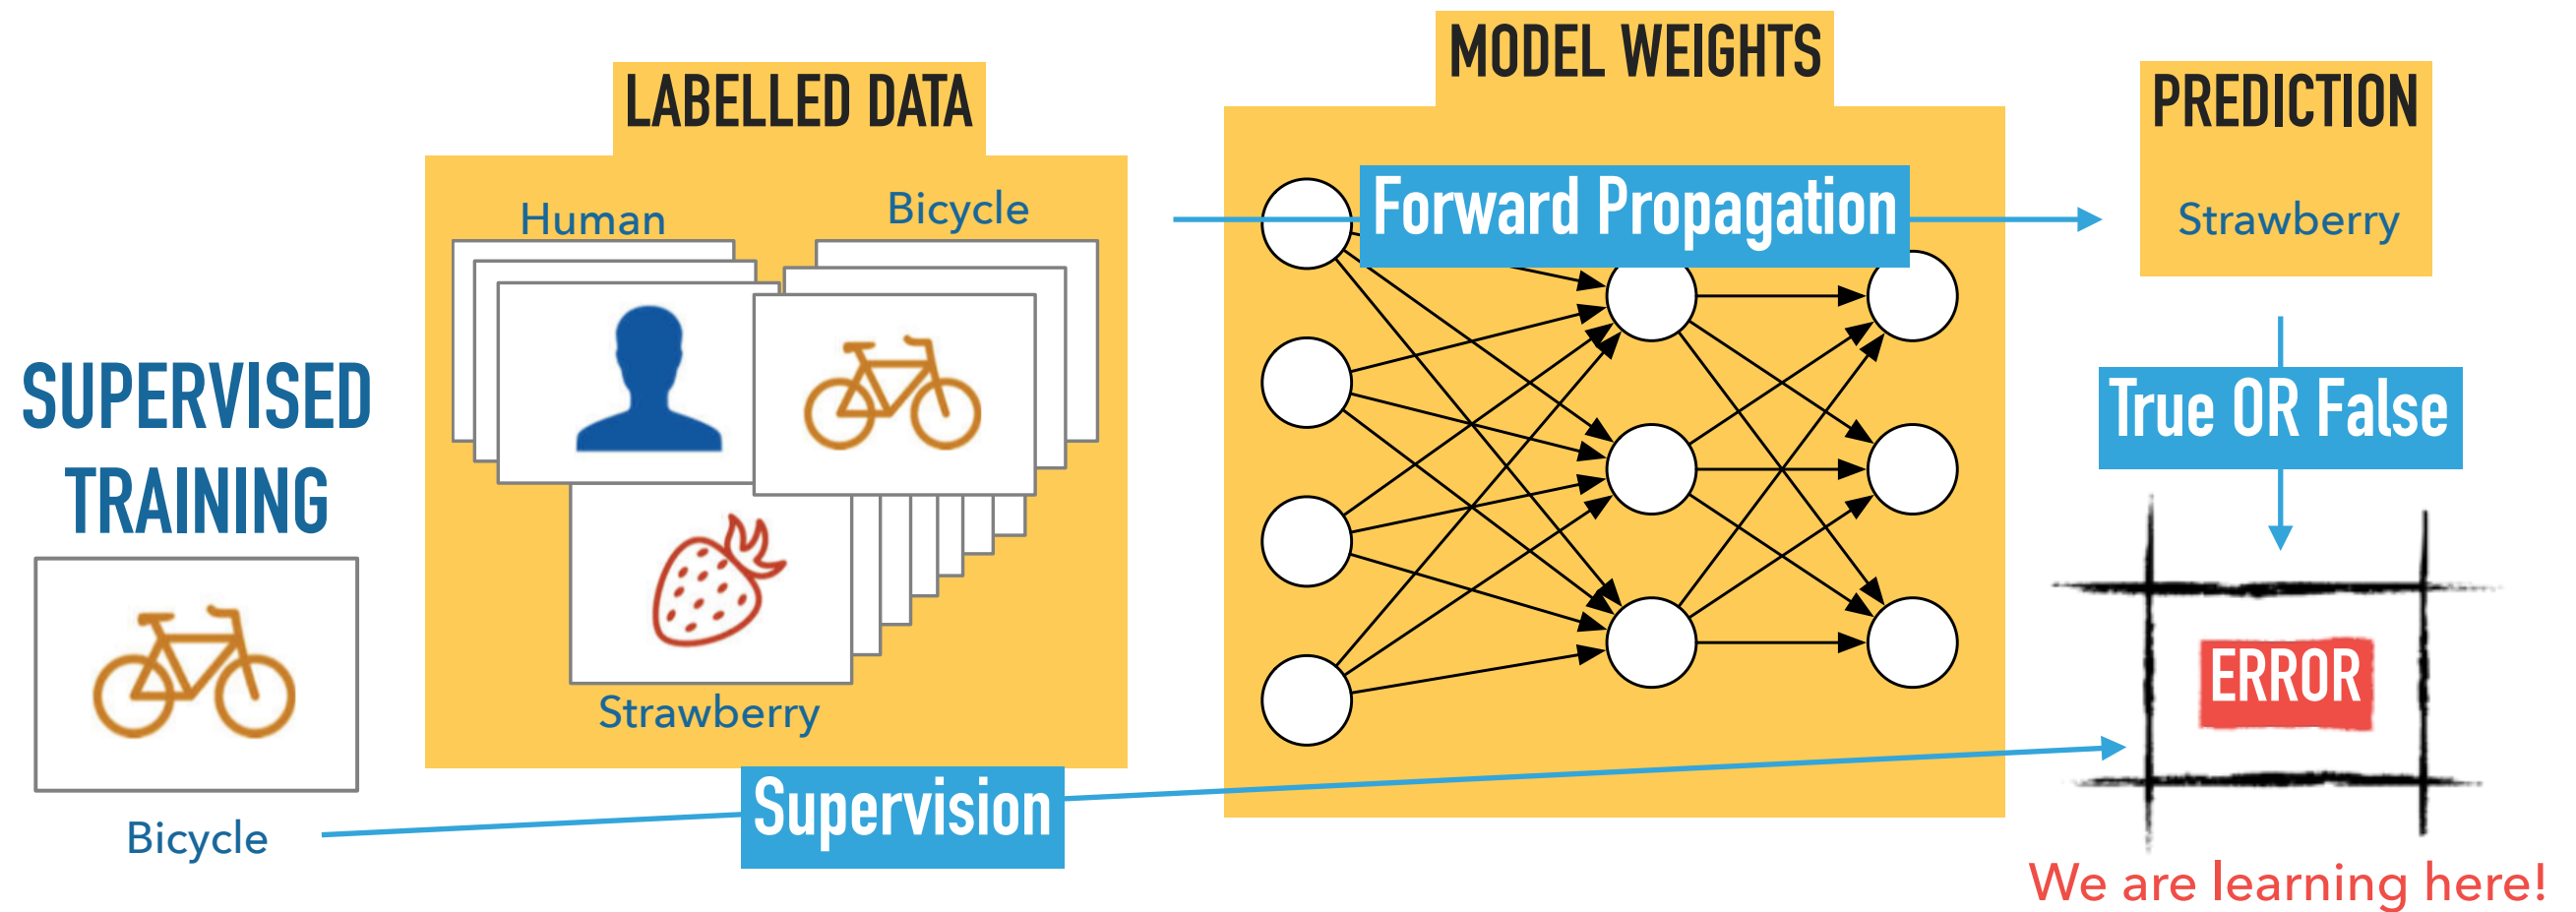 SUPERVISED
TRAINING
Bicycle
LABELLED DATA
Human
Bicycle
Strawberry
Supervision
MODEL WEIGHTS
Forward Propagation
PREDICTION
Strawberry
True OR False
ERROR
We are learning here!